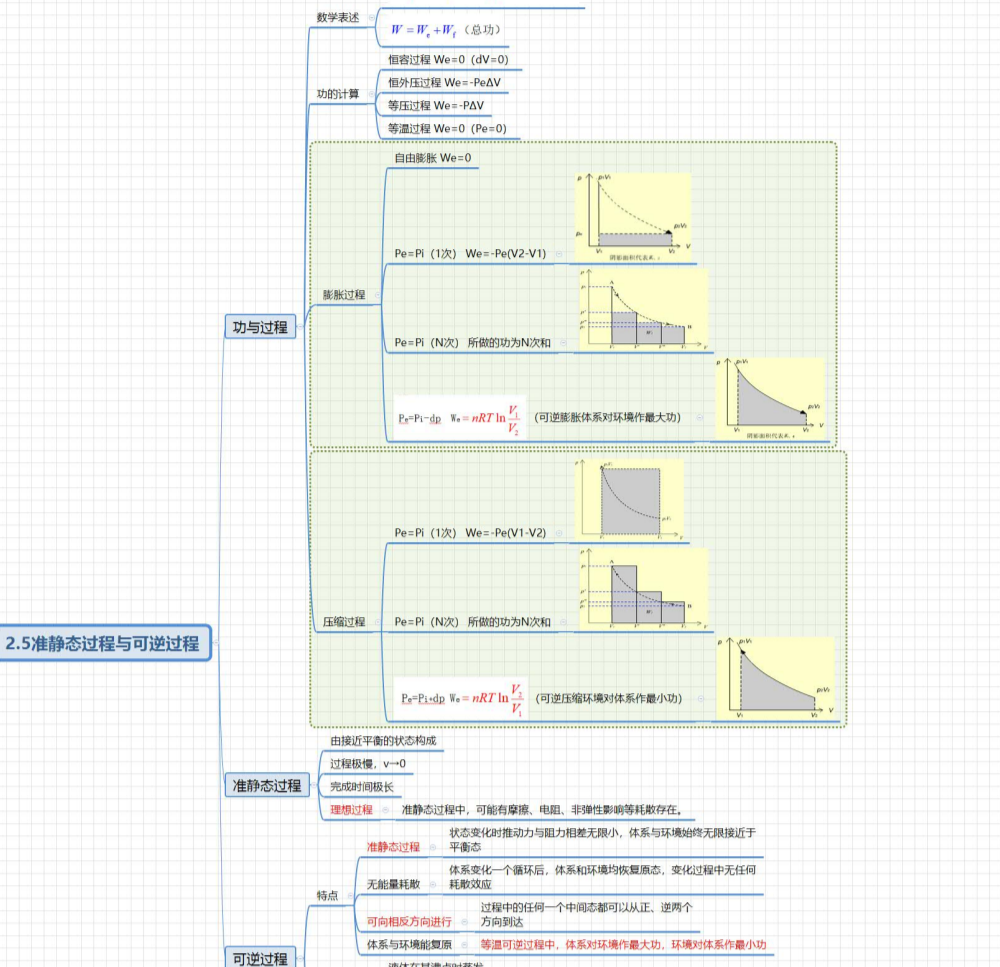 数学表述
W = We + Wf （总功）
功的计算
恒容过程 We=0（dV=0）
恒外压过程 We=-PeΔV
等压过程 We=-PΔV
等温过程 We=0（Pe=0）
功与过程
膨胀过程
自由膨胀 We=0
Pe=Pi（1次） We=-Pe(V2-V1)
p p₁V₁
pₑ p₂V₂
V₁ V₂ V
Pe=Pi（N次） 所做的功为N次和
Pe=Pi-dp We = nRT ln V₁/V₂ （可逆膨胀体系对环境作最大功）
p p₁V₁
p₂V₂
V₁ V₂ V
压缩过程
Pe=Pi（1次） We=-Pe(V1-V2)
Pe=Pi（N次） 所做的功为N次和
Pe=Pi+dp We = nRT ln V₂/V₁ （可逆压缩环境对体系作最小功）
p p₁V₁
p₂V₂
V₁ V₂ V
2.5准静态过程与可逆过程
准静态过程
由接近平衡的状态构成
过程极慢，v→0
完成时间极长
理想过程 准静态过程中，可能有摩擦、电阻、非弹性影响等耗散存在。
可逆过程
特点
准静态过程
状态变化时推动力与阻力相差无限小，体系与环境始终无限接近于
平衡态
无能量耗散
体系变化一个循环后，体系和环境均恢复原态，变化过程中无任何
耗散效应
可向相反方向进行
过程中的任何一个中间态都可以从正、逆两个
方向到达
体系与环境能复原 等温可逆过程中，体系对环境作最大功，环境对体系作最小功